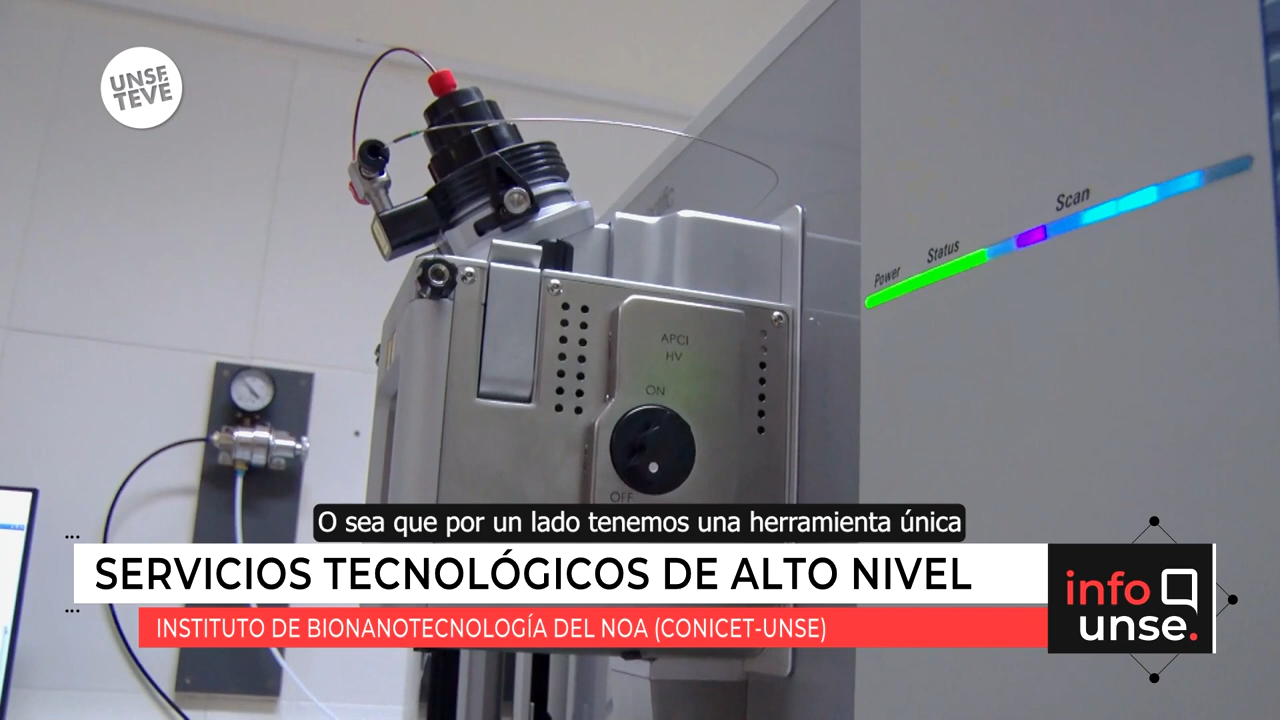 UNSE
TEVE
Scan
Status
Power
APCI
HV
ON
OFF
O sea que por un lado tenemos una herramienta única
SERVICIOS TECNOLÓGICOS DE ALTO NIVEL
INSTITUTO DE BIONANOTECNOLOGÍA DEL NOA (CONICET-UNSE)
info
unse.